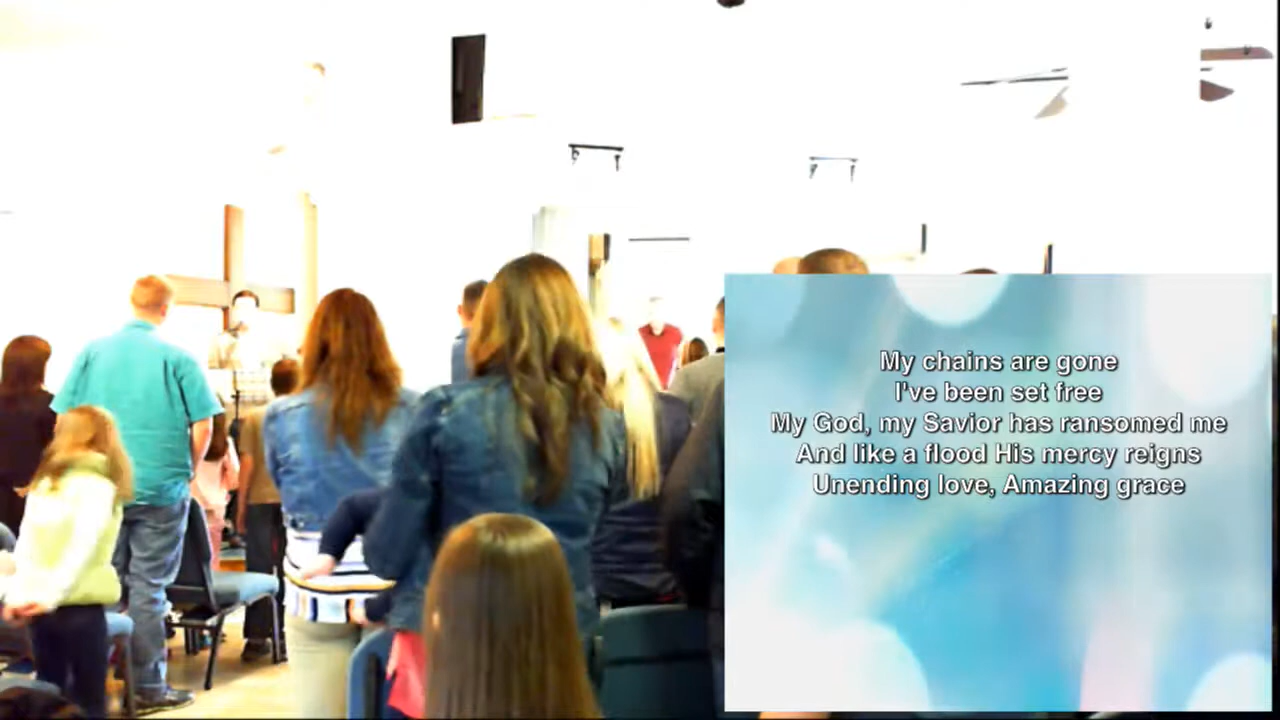 My chains are gone
I've been set free
My God, my Savior has ransomed me
And like a flood His mercy reigns
Unending love, Amazing grace